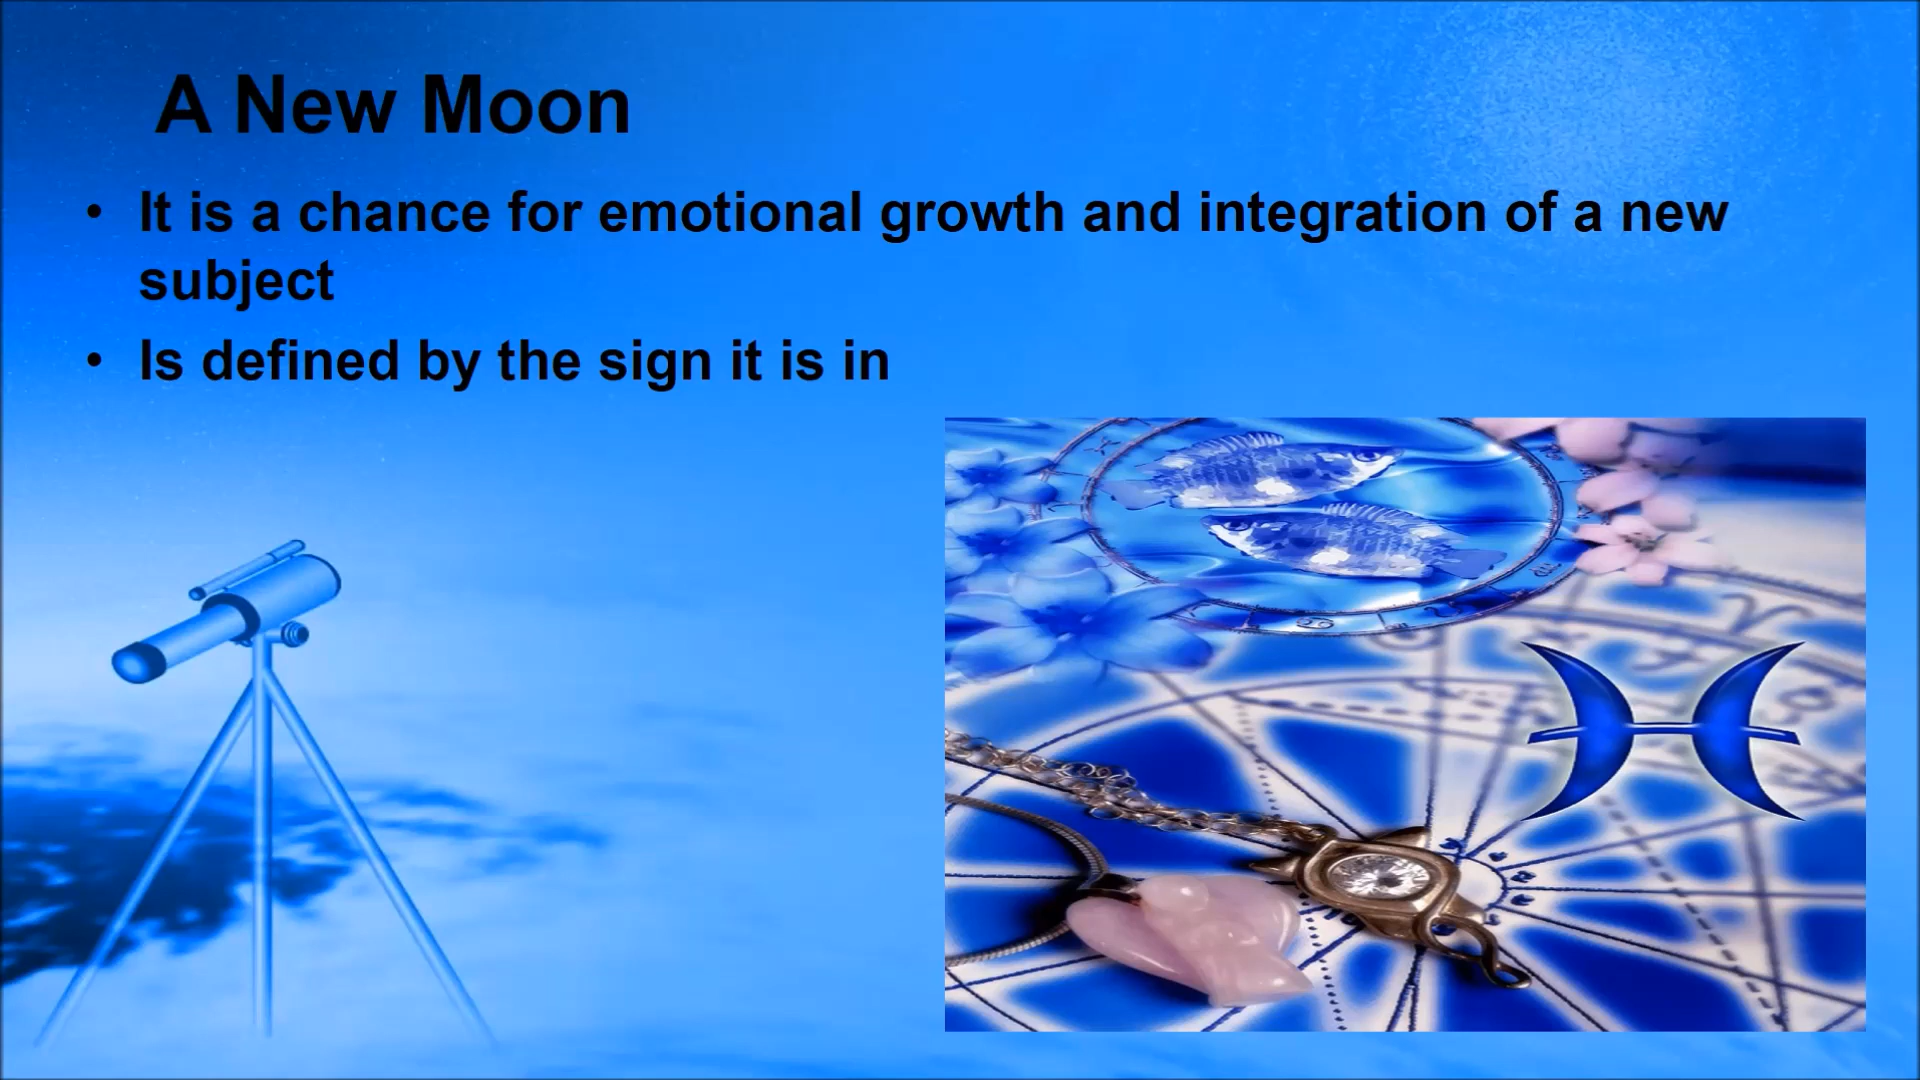 A New Moon
• It is a chance for emotional growth and integration of a new
subject
• Is defined by the sign it is in